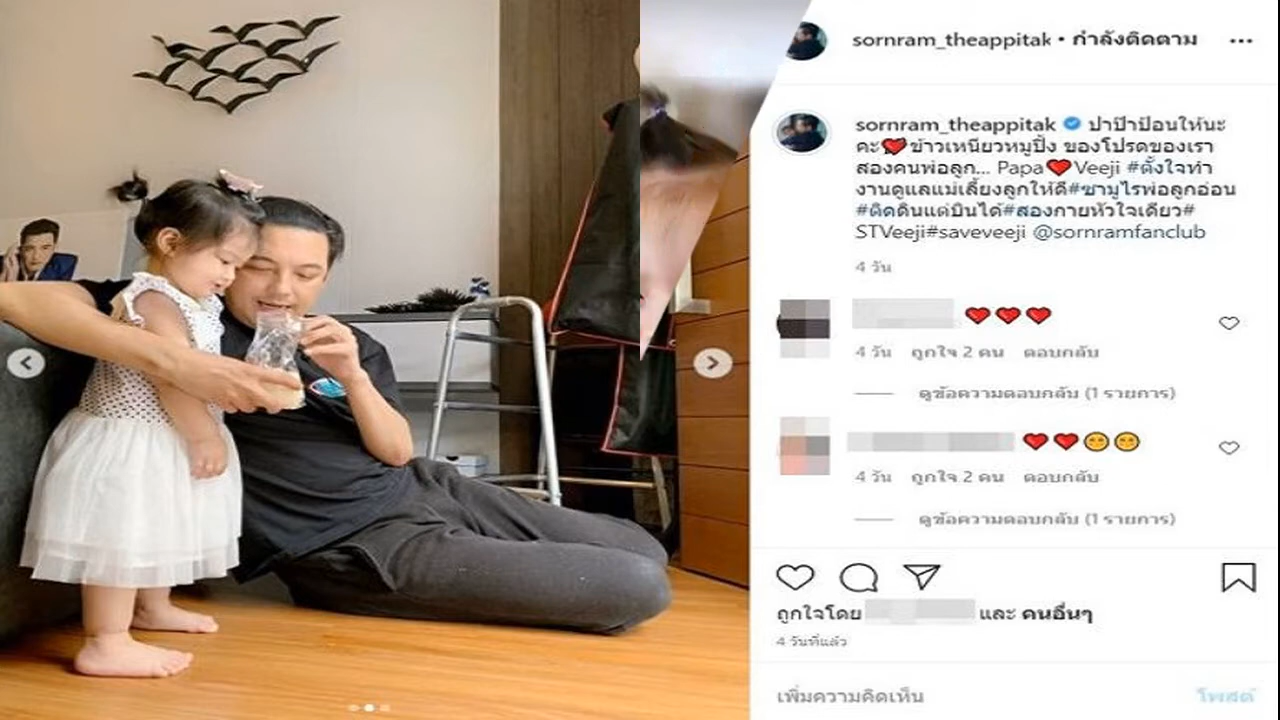 sornram_theappitak • กำลังติดตาม
sornram_theappitak ปาป๊าป้อนให้นะ
คะ❤️ข้าวเหนียวหมูปิ้ง ของโปรดของเรา
สองคนพ่อลูก... Papa❤️Veeji #ตั้งใจทำ
งานดูแลแม่เลี้ยงลูกให้ดี#ซามูไรพ่อลูกอ่อน
#ติดดินแต่บินได้#สองกายหัวใจเดียว#
STVeeji#saveveeji @sornramfanclub
4 วัน
❤️❤️❤️
4 วัน ถูกใจ 2 คน ตอบกลับ
ดูข้อความตอบกลับ (1 รายการ)
❤️❤️😊😊
4 วัน ถูกใจ 2 คน ตอบกลับ
ดูข้อความตอบกลับ (1 รายการ)
ถูกใจโดย และ คนอื่นๆ
4 วันที่แล้ว
เพิ่มความคิดเห็น โพสต์